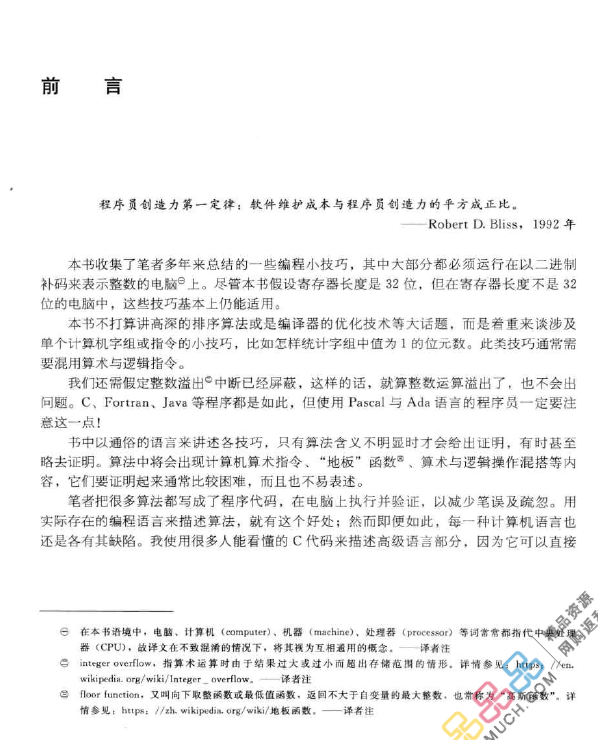 前 言
程序员创造力第一定律：软件维护成本与程序员创造力的平方成正比。
——Robert D. Bliss，1992 年
本书收集了笔者多年来总结的一些编程小技巧，其中大部分都必须运行在以二进制
补码来表示整数的电脑㊀上。尽管本书假设寄存器长度是 32 位，但在寄存器长度不是 32
位的电脑中，这些技巧基本上仍能适用。
本书不打算讲高深的排序算法或是编译器的优化技术等大话题，而是着重来谈涉及
单个计算机字组或指令的小技巧，比如怎样统计字组中值为 1 的位元数。此类技巧通常需
要混用算术与逻辑指令。
我们还需假定整数溢出㊁中断已经屏蔽，这样的话，就算整数运算溢出了，也不会出
问题。C、Fortran、Java 等程序都是如此，但使用 Pascal 与 Ada 语言的程序员一定要注
意这一点！
书中以通俗的语言来讲述各技巧，只有算法含义不明显时才会给出证明，有时甚至
略去证明。算法中将会出现计算机算术指令、“地板”函数㊂、算术与逻辑操作混搭等内
容，它们要证明起来通常比较困难，而且也不易表述。
笔者把很多算法都写成了程序代码，在电脑上执行并验证，以减少笔误及疏忽。用
实际存在的编程语言来描述算法，就有这个好处；然而即便如此，每一种计算机语言也
还是各有其缺陷。我使用很多人能看懂的 C 代码来描述高级语言部分，因为它可以直接
㊀ 在本书语境中，电脑、计算机（computer）、机器（machine）、处理器（processor）等词常常都指代中央处理
器（CPU），故译文在不致混淆的情况下，将其视为互相通用的概念。——译者注
㊁ integer overflow，指算术运算时由于结果过大或过小而超出存储范围的情形。详情参见：https：//en.
wikipedia. org/wiki/Integer_overflow。——译者注
㊂ floor function，又叫向下取整函数或最低值函数，返回不大于自变量的最大整数，也常称为“高斯函数”。详
情参见：https：//zh. wikipedia. org/wiki/地板函数。——译者注
精品资源
网购返利
MUCH.COM